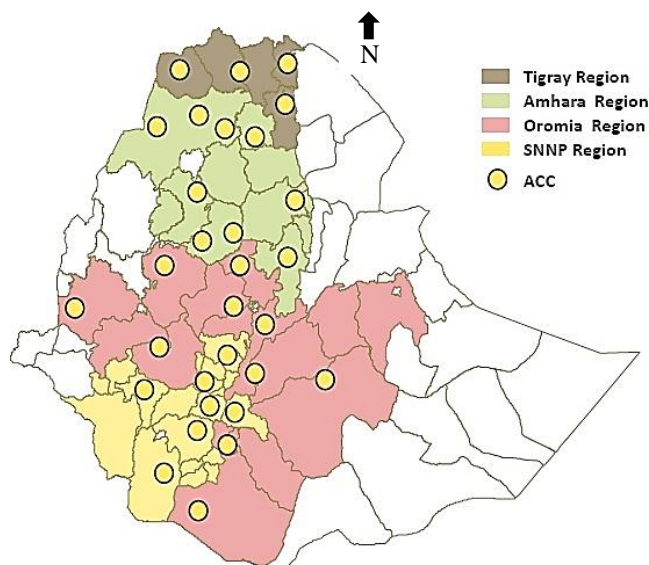 N
Tigray Region
Amhara Region
Oromia Region
SNNP Region
ACC